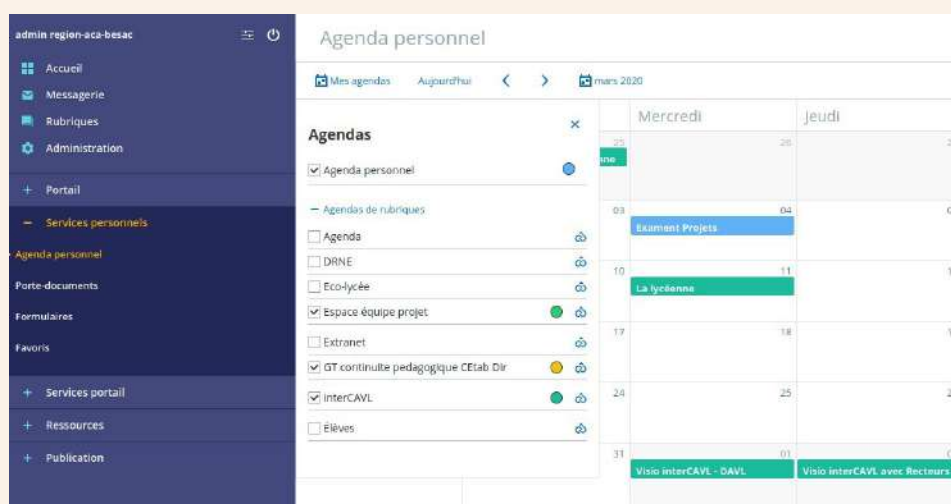 admin region-aca-besac
Accueil
Messagerie
Rubriques
Administration
+ Portail
− Services personnels
Agenda personnel
Porte-documents
Formulaires
Favoris
+ Services portail
+ Ressources
+ Publication
Agenda personnel
Mes agendas Aujourd'hui mars 2020
Agendas
Agenda personnel
− Agendas de rubriques
Agenda
DRNE
Eco-lycée
Espace équipe projet
Extranet
GT continuite pedagogique CEtab Dir
interCAVL
Élèves
Mercredi Jeudi
25 26
03 04
Exament Projets
10 11
La lycéenne
17 18
24 25
31 01
Visio interCAVL - DAVL Visio interCAVL avec Recteurs